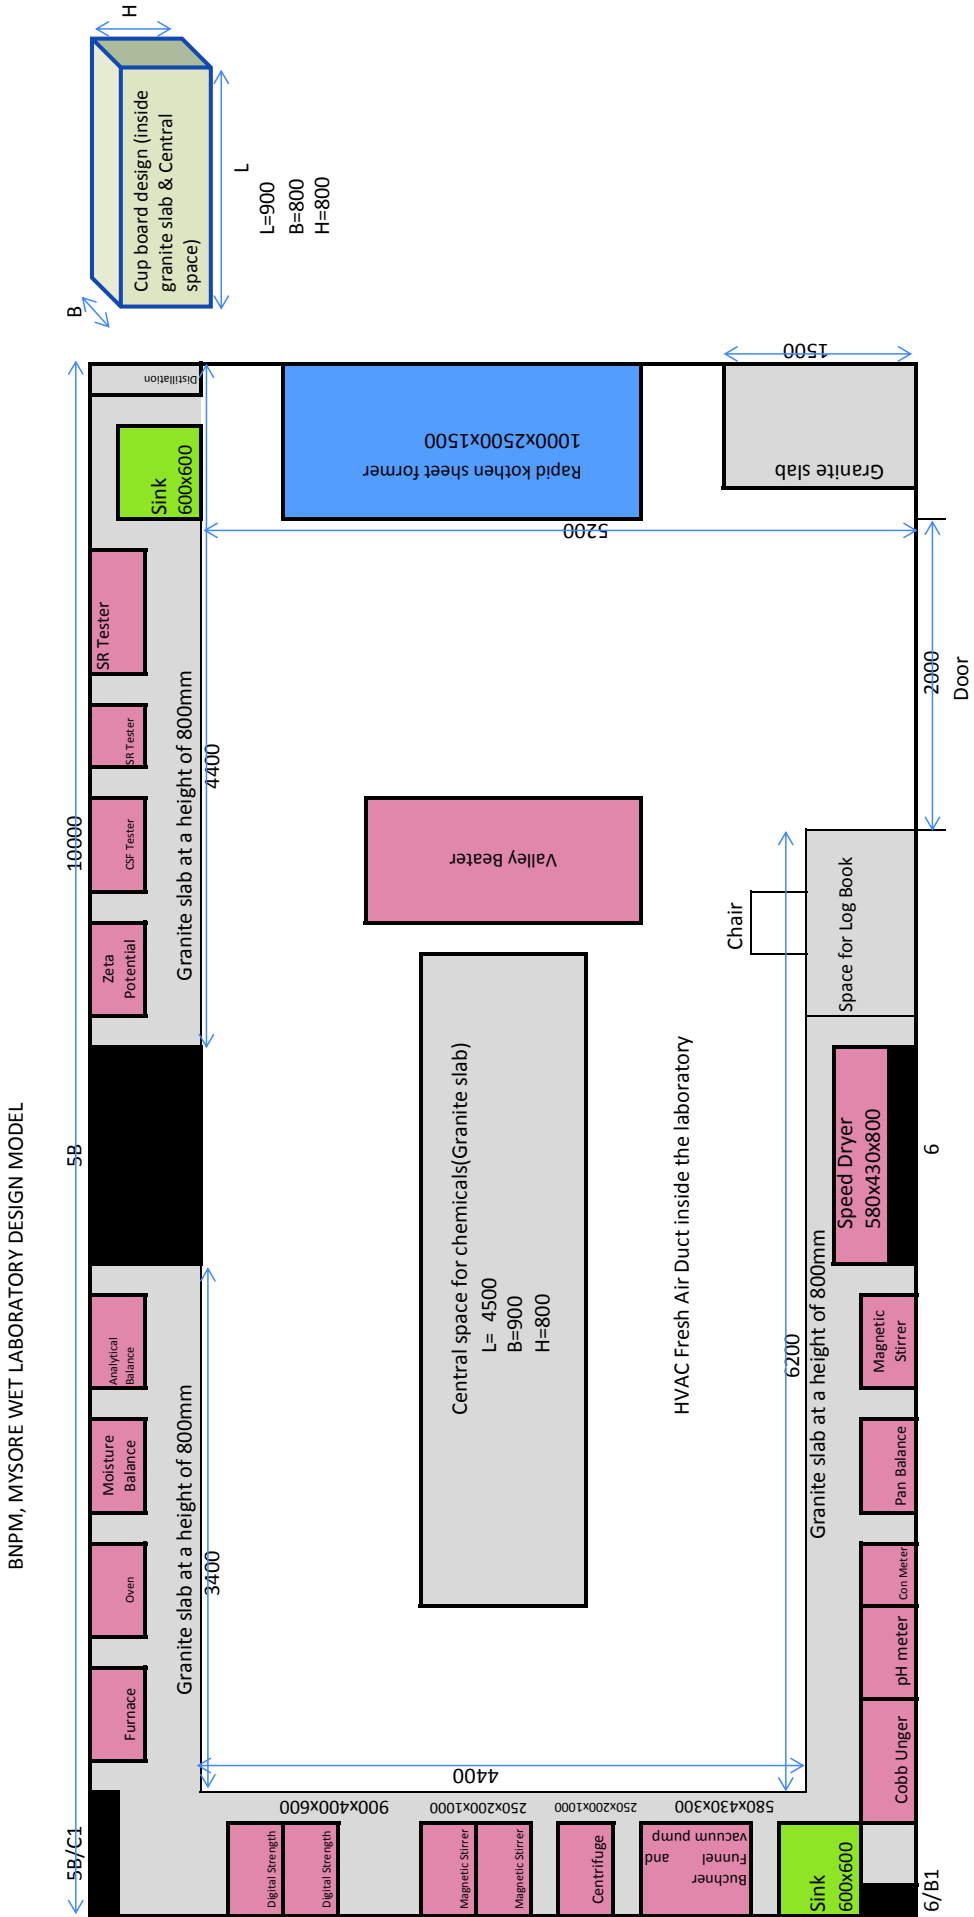 BNPM, MYSORE WET LABORATORY DESIGN MODEL
H
B
L
Cup board design (inside
granite slab & Central
space)
L=900
B=800
H=800
5B/C1
5B
10000
Furnace
Oven
Moisture
Balance
Analytical
Balance
Zeta
Potential
CSF Tester
SR Tester
SR Tester
Sink
600x600
Distillation
Granite slab at a height of 800mm
3400
Granite slab at a height of 800mm
4400
Digital Strength
Digital Strength
900x400x600
Magnetic Stirrer
Magnetic Stirrer
250x200x1000
Centrifuge
250x200x1000
Buchner
Funnel and
vacuum pump
580x430x300
Sink
600x600
4400
Central space for chemicals(Granite slab)
L= 4500
B=900
H=800
Valley Beater
Rapid kothen sheet former
1000x2500x1500
5200
HVAC Fresh Air Duct inside the laboratory
Chair
Granite slab
1500
6200
Granite slab at a height of 800mm
Cobb Unger
pH meter
Con Meter
Pan Balance
Magnetic
Stirrer
Speed Dryer
580x430x800
Space for Log Book
6/B1
6
2000
Door